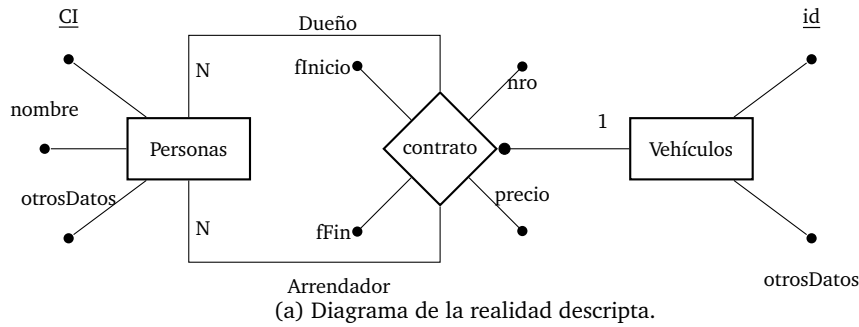 CI
id
Dueño
N
fInicio
nro
nombre
1
Personas
contrato
Vehículos
otrosDatos
precio
N
fFin
otrosDatos
Arrendador
(a) Diagrama de la realidad descripta.